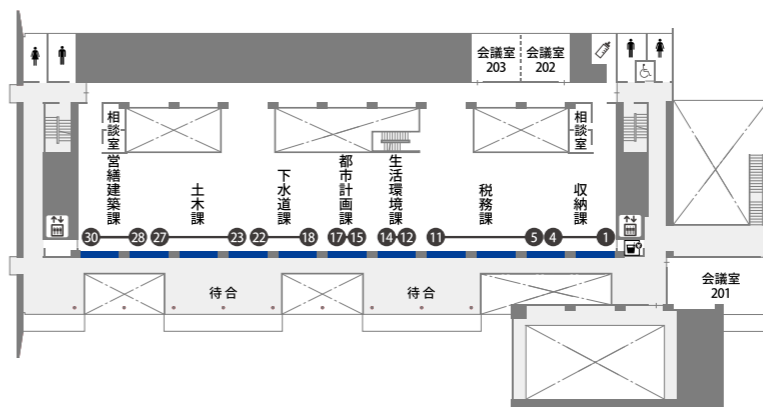 会議室
203
会議室
202
相談室
相談室
営繕建築課
土木課
下水道課
都市計画課
生活環境課
税務課
収納課
30
28
27
23
22
18
17
15
14
12
11
5
4
1
待合
待合
会議室
201